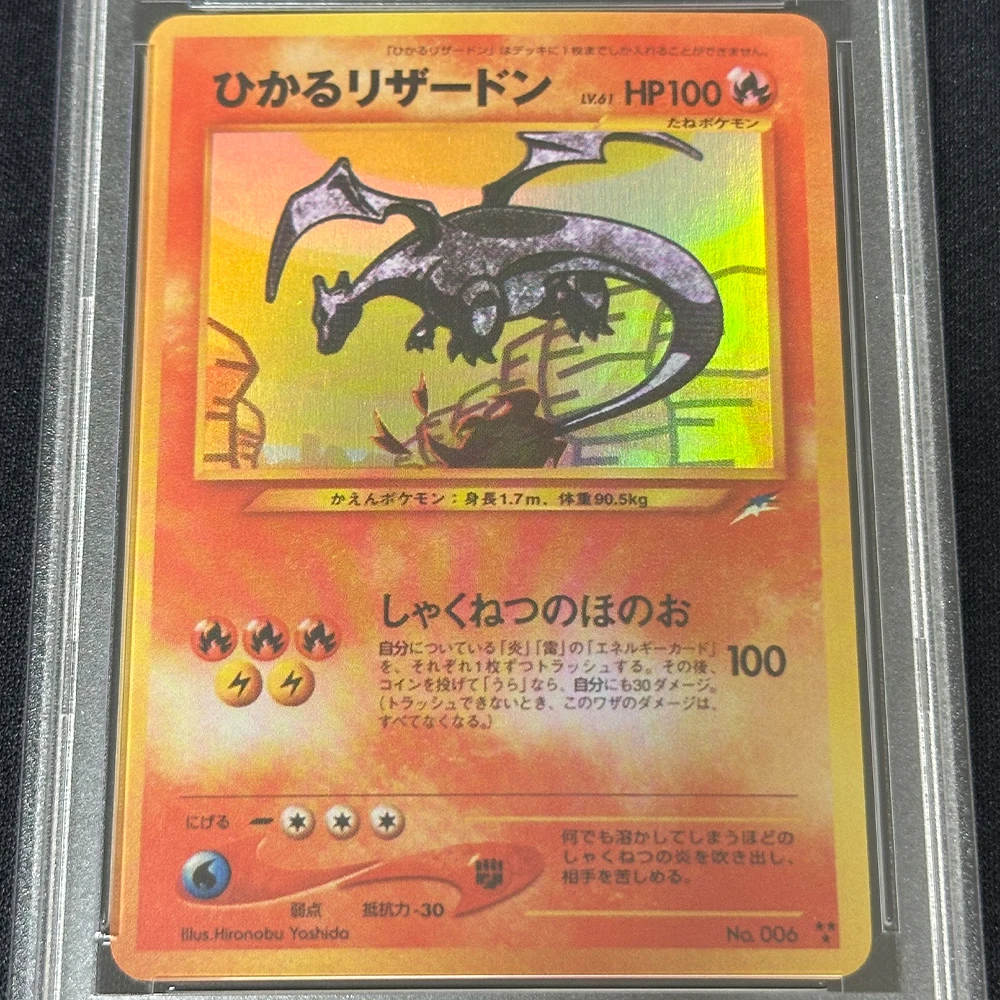 「ひかるリザードン」はデッキに1枚までしか入れることができません。
ひかるリザードン LV.61 HP100
たねポケモン
かえんポケモン：身長1.7m、体重90.5kg
しゃくねつのほのお
自分についている「炎」「雷」の「エネルギーカード」
を、それぞれ1枚ずつトラッシュする。その後、
コインを投げて「うら」なら、自分にも30ダメージ。
（トラッシュできないとき、このワザのダメージは、
すべてなくなる。）
100
にげる
弱点 抵抗力 -30
何でも溶かしてしまうほどの
しゃくねつの炎を吹き出し、
相手を苦しめる。
Illus.Hironobu Yoshida
No. 006